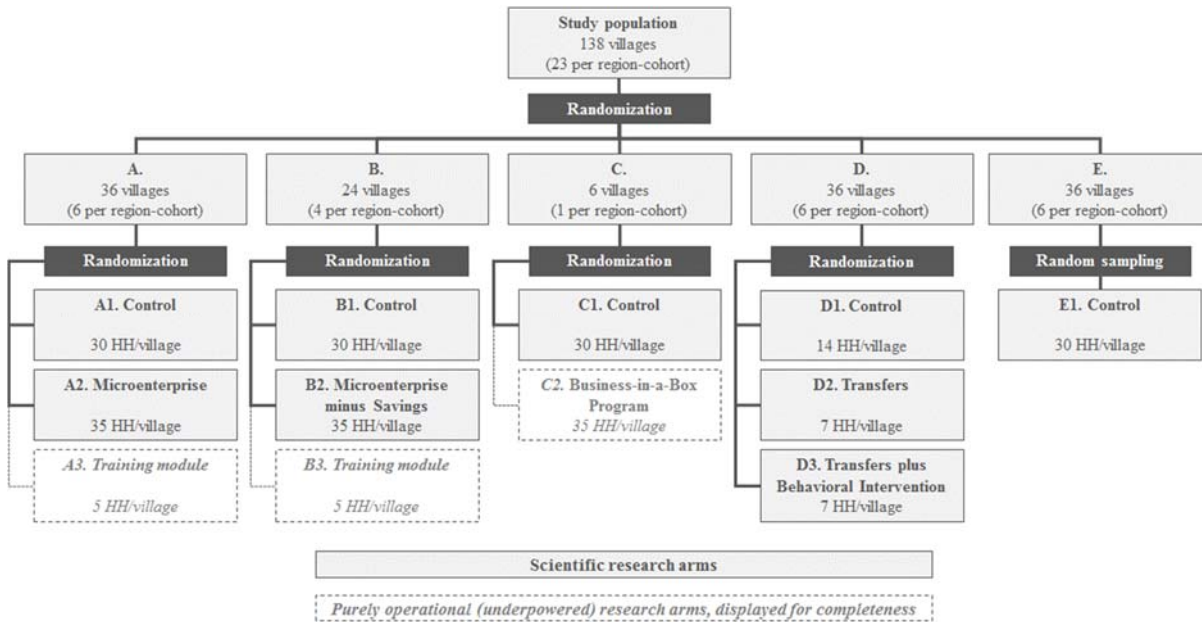 Study population
138 villages
(23 per region-cohort)
Randomization
A.
36 villages
(6 per region-cohort)
B.
24 villages
(4 per region-cohort)
C.
6 villages
(1 per region-cohort)
D.
36 villages
(6 per region-cohort)
E.
36 villages
(6 per region-cohort)
Randomization
Randomization
Randomization
Randomization
Random sampling
A1. Control
30 HH/village
B1. Control
30 HH/village
C1. Control
30 HH/village
D1. Control
14 HH/village
E1. Control
30 HH/village
A2. Microenterprise
35 HH/village
B2. Microenterprise
minus Savings
35 HH/village
C2. Business-in-a-Box
Program
35 HH/village
D2. Transfers
7 HH/village
A3. Training module
5 HH/village
B3. Training module
5 HH/village
D3. Transfers plus
Behavioral Intervention
7 HH/village
Scientific research arms
Purely operational (underpowered) research arms, displayed for completeness